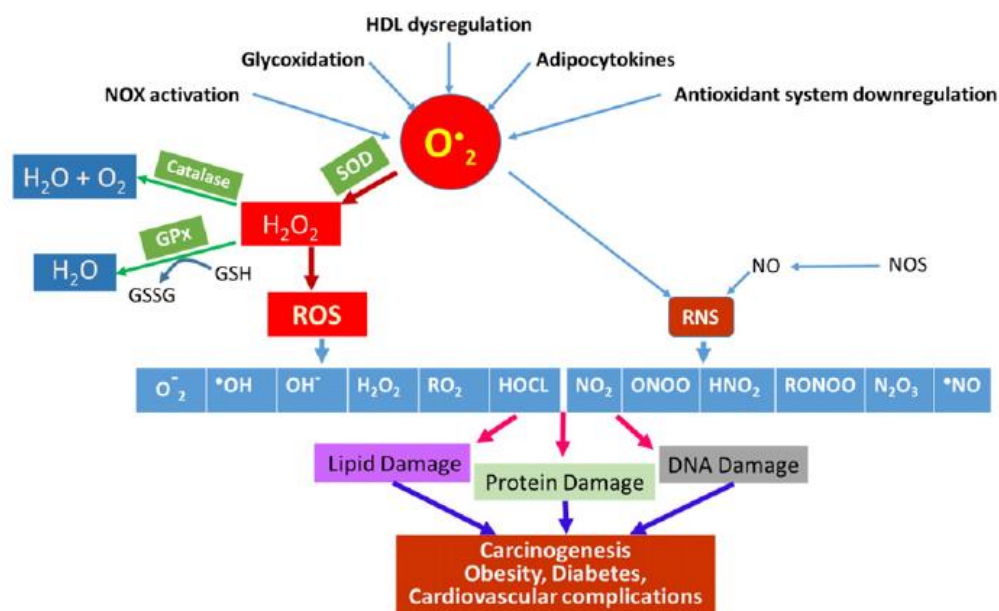 HDL dysregulation
Glycoxidation
Adipocytokines
NOX activation
Antioxidant system downregulation
O•2
SOD
Catalase
H2O + O2
H2O2
GPx
H2O
GSH
GSSG
NO
NOS
ROS
RNS
O-2 •OH OH- H2O2 RO2 HOCL NO2 ONOO HNO2 RONOO N2O3 •NO
Lipid Damage
Protein Damage
DNA Damage
Carcinogenesis
Obesity, Diabetes,
Cardiovascular complications